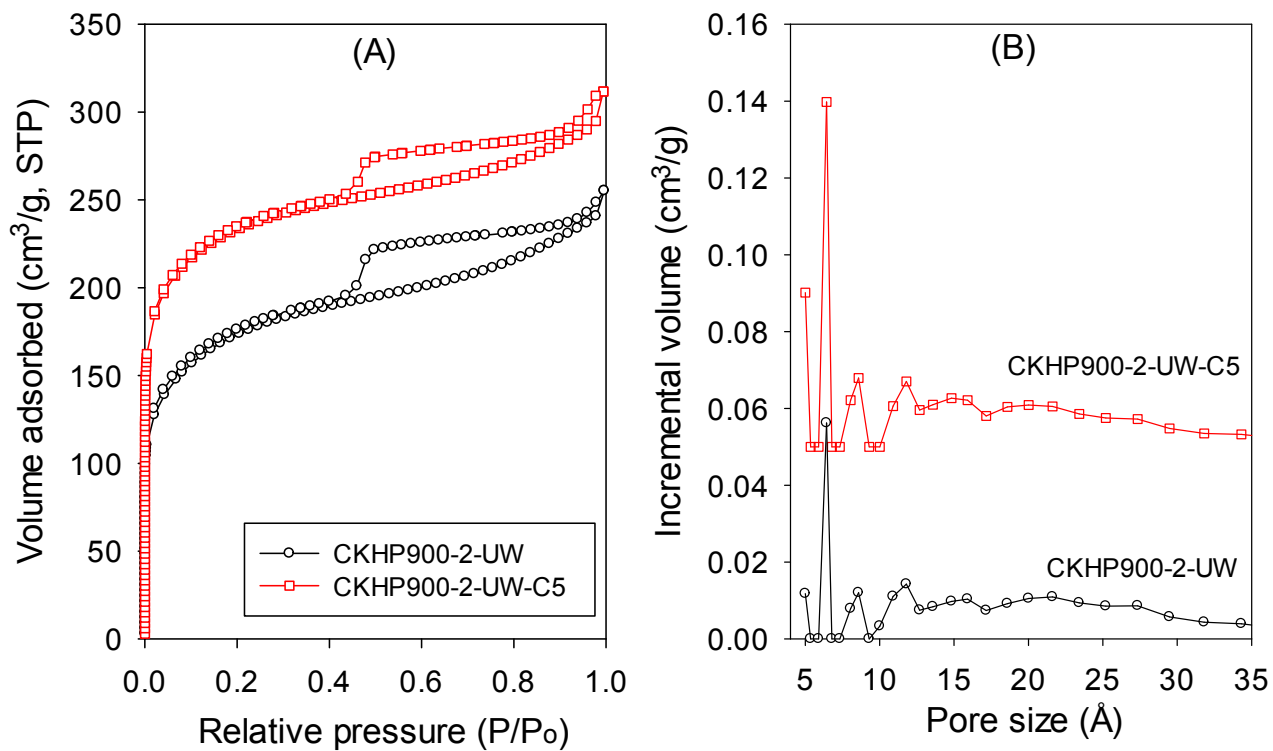 (A)
Volume adsorbed (cm³/g, STP)
350
300
250
200
150
100
50
0
0.0 0.2 0.4 0.6 0.8 1.0
Relative pressure (P/Po)
CKHP900-2-UW
CKHP900-2-UW-C5
(B)
Incremental volume (cm³/g)
0.16
0.14
0.12
0.10
0.08
0.06
0.04
0.02
0.00
CKHP900-2-UW-C5
CKHP900-2-UW
5 10 15 20 25 30 35
Pore size (Å)